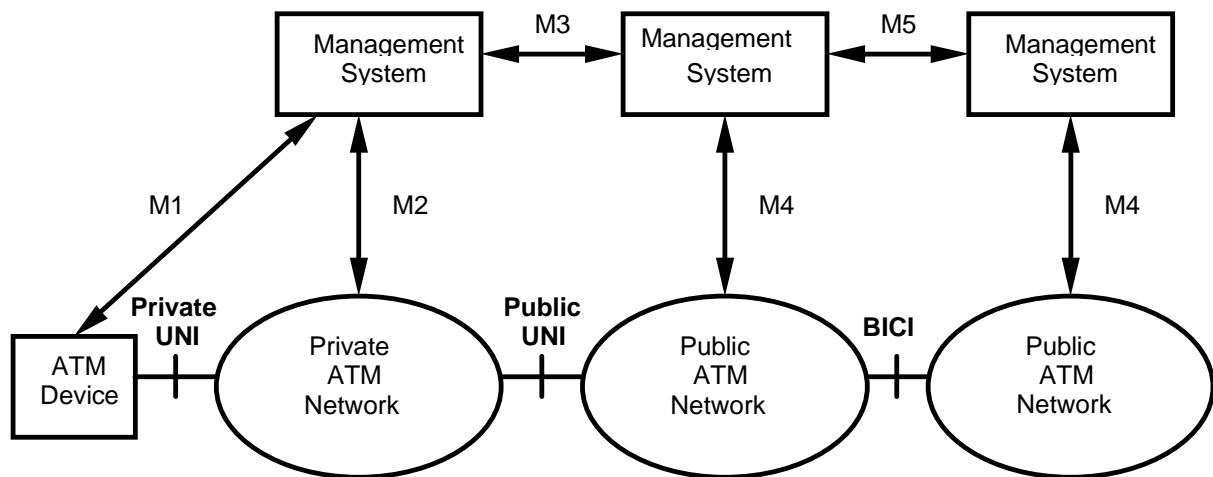 Management
System
M3
Management
System
M5
Management
System
M1
M2
M4
M4
Private
UNI
Public
UNI
BICI
ATM
Device
Private
ATM
Network
Public
ATM
Network
Public
ATM
Network